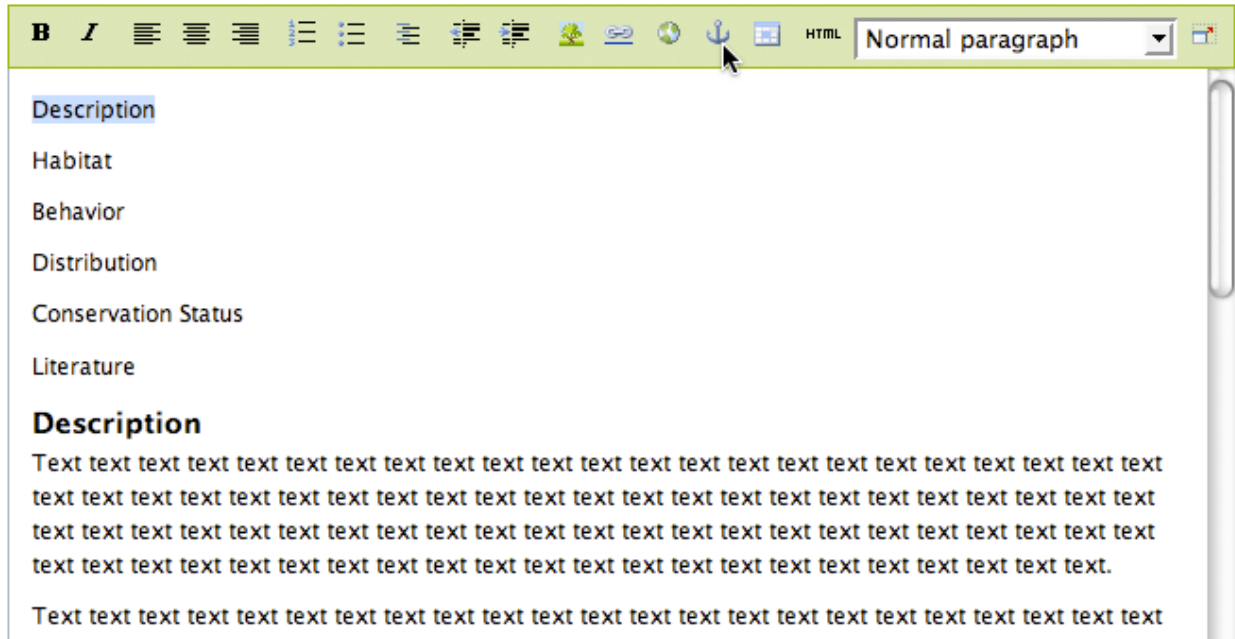 B I HTML Normal paragraph
Description
Habitat
Behavior
Distribution
Conservation Status
Literature
Description
Text text text text text text text text text text text text text text text text text text text text text text text
text text text text text text text text text text text text text text text text text text text text text text text
text text text text text text text text text text text text text text text text text text text text text text text
text text text text text text text text text text text text text text text text text text text text text text.
Text text text text text text text text text text text text text text text text text text text text text text text